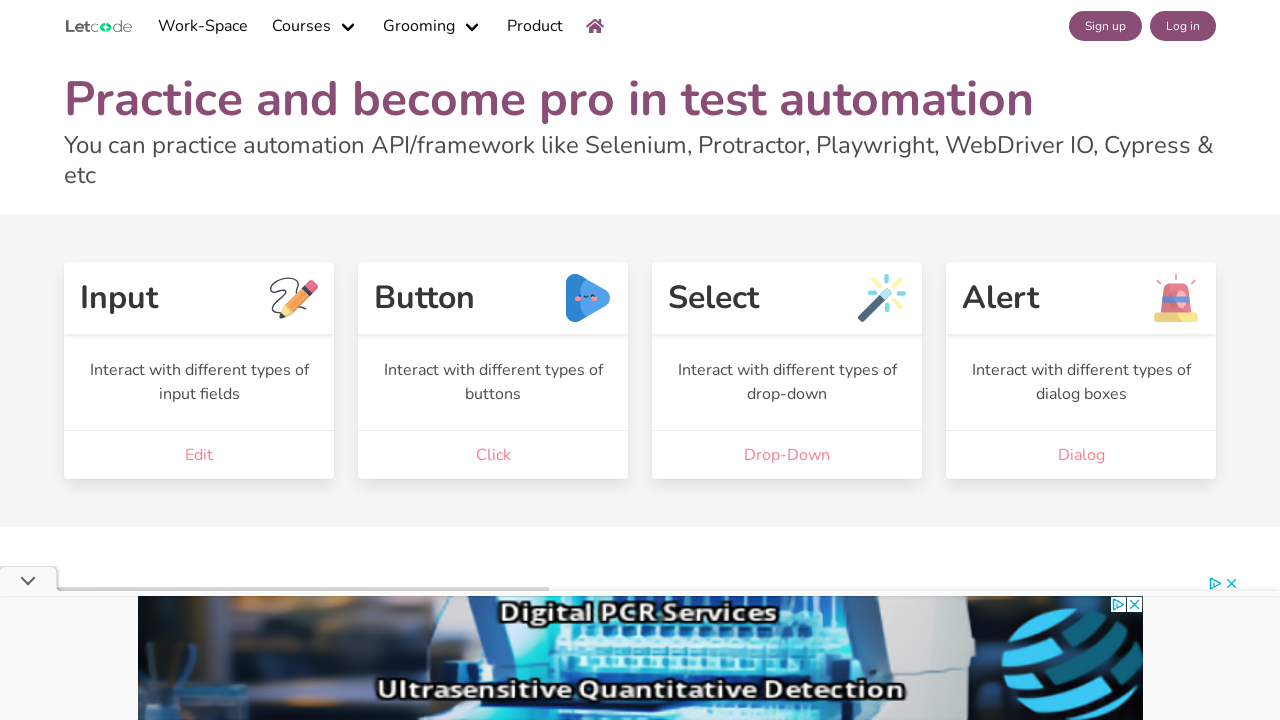 Letcode Work-Space Courses Grooming Product Sign up Log in
Practice and become pro in test automation
You can practice automation API/framework like Selenium, Protractor, Playwright, WebDriver IO, Cypress &
etc
Input
Interact with different types of
input fields
Edit
Button
Interact with different types of
buttons
Click
Select
Interact with different types of
drop-down
Drop-Down
Alert
Interact with different types of
dialog boxes
Dialog
Digital PCR Services
Ultrasensitive Quantitative Detection